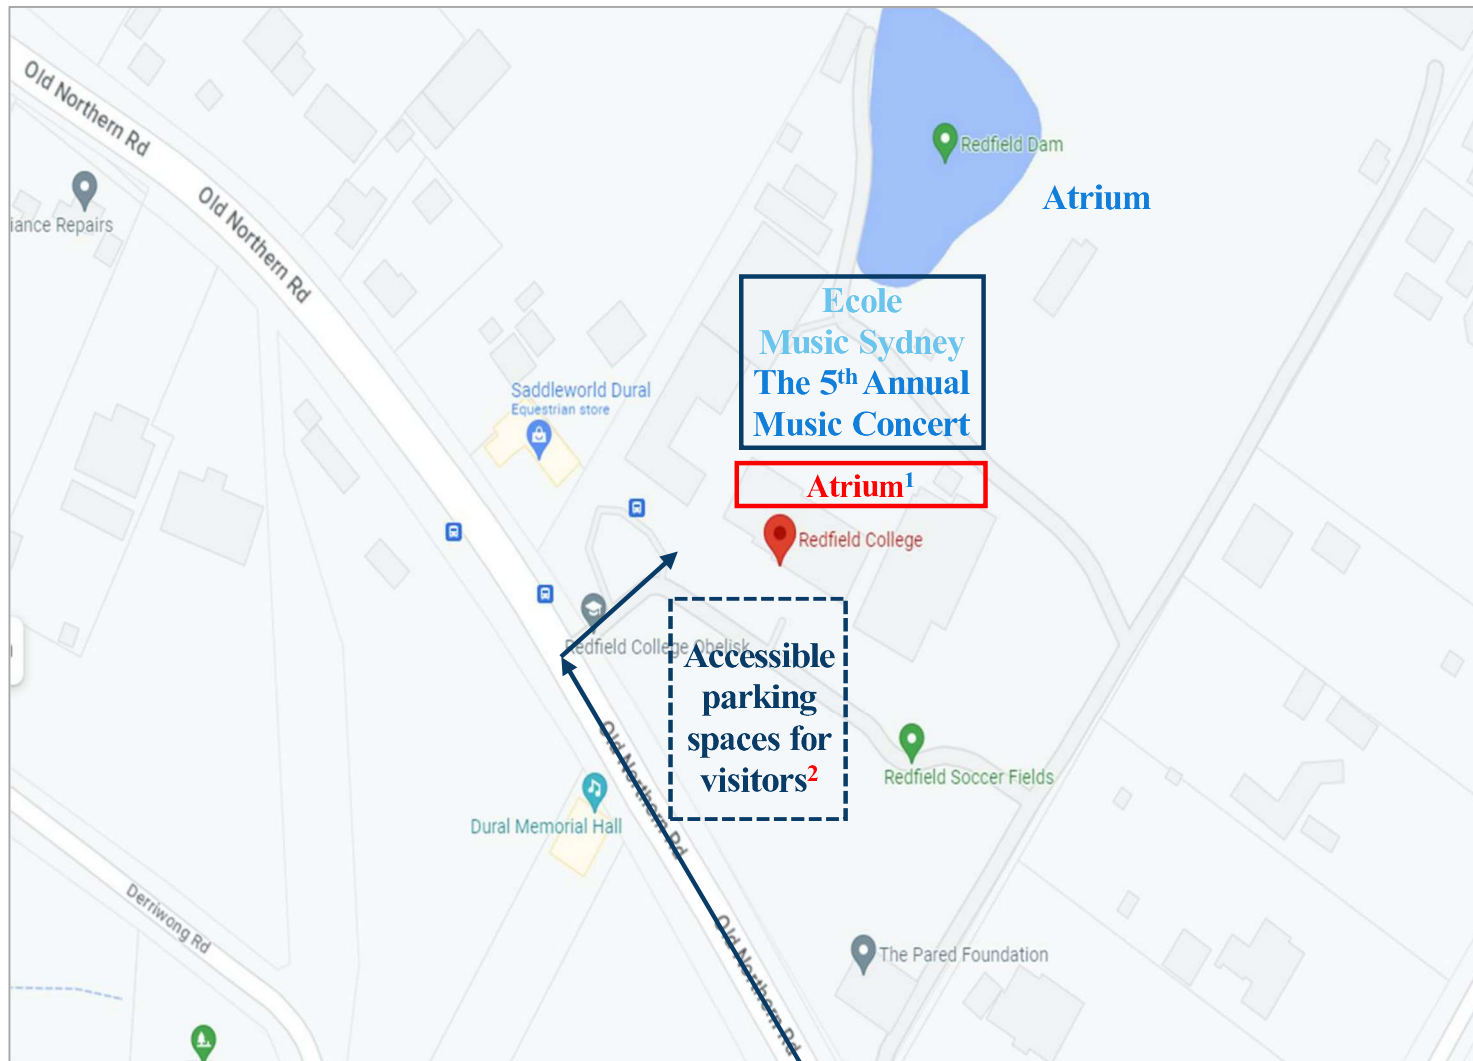 Old Northern Rd
Redfield Dam
Old Northern Rd
Atrium
iance Repairs
Ecole
Music Sydney
The 5th Annual
Music Concert
Saddleworld Dural
Equestrian store
Atrium1
Redfield College
Redfield College Obelisk
Accessible
parking
spaces for
visitors2
Old Northern Rd
Redfield Soccer Fields
Dural Memorial Hall
Derriwong Rd
Old Northern Rd
The Pared Foundation